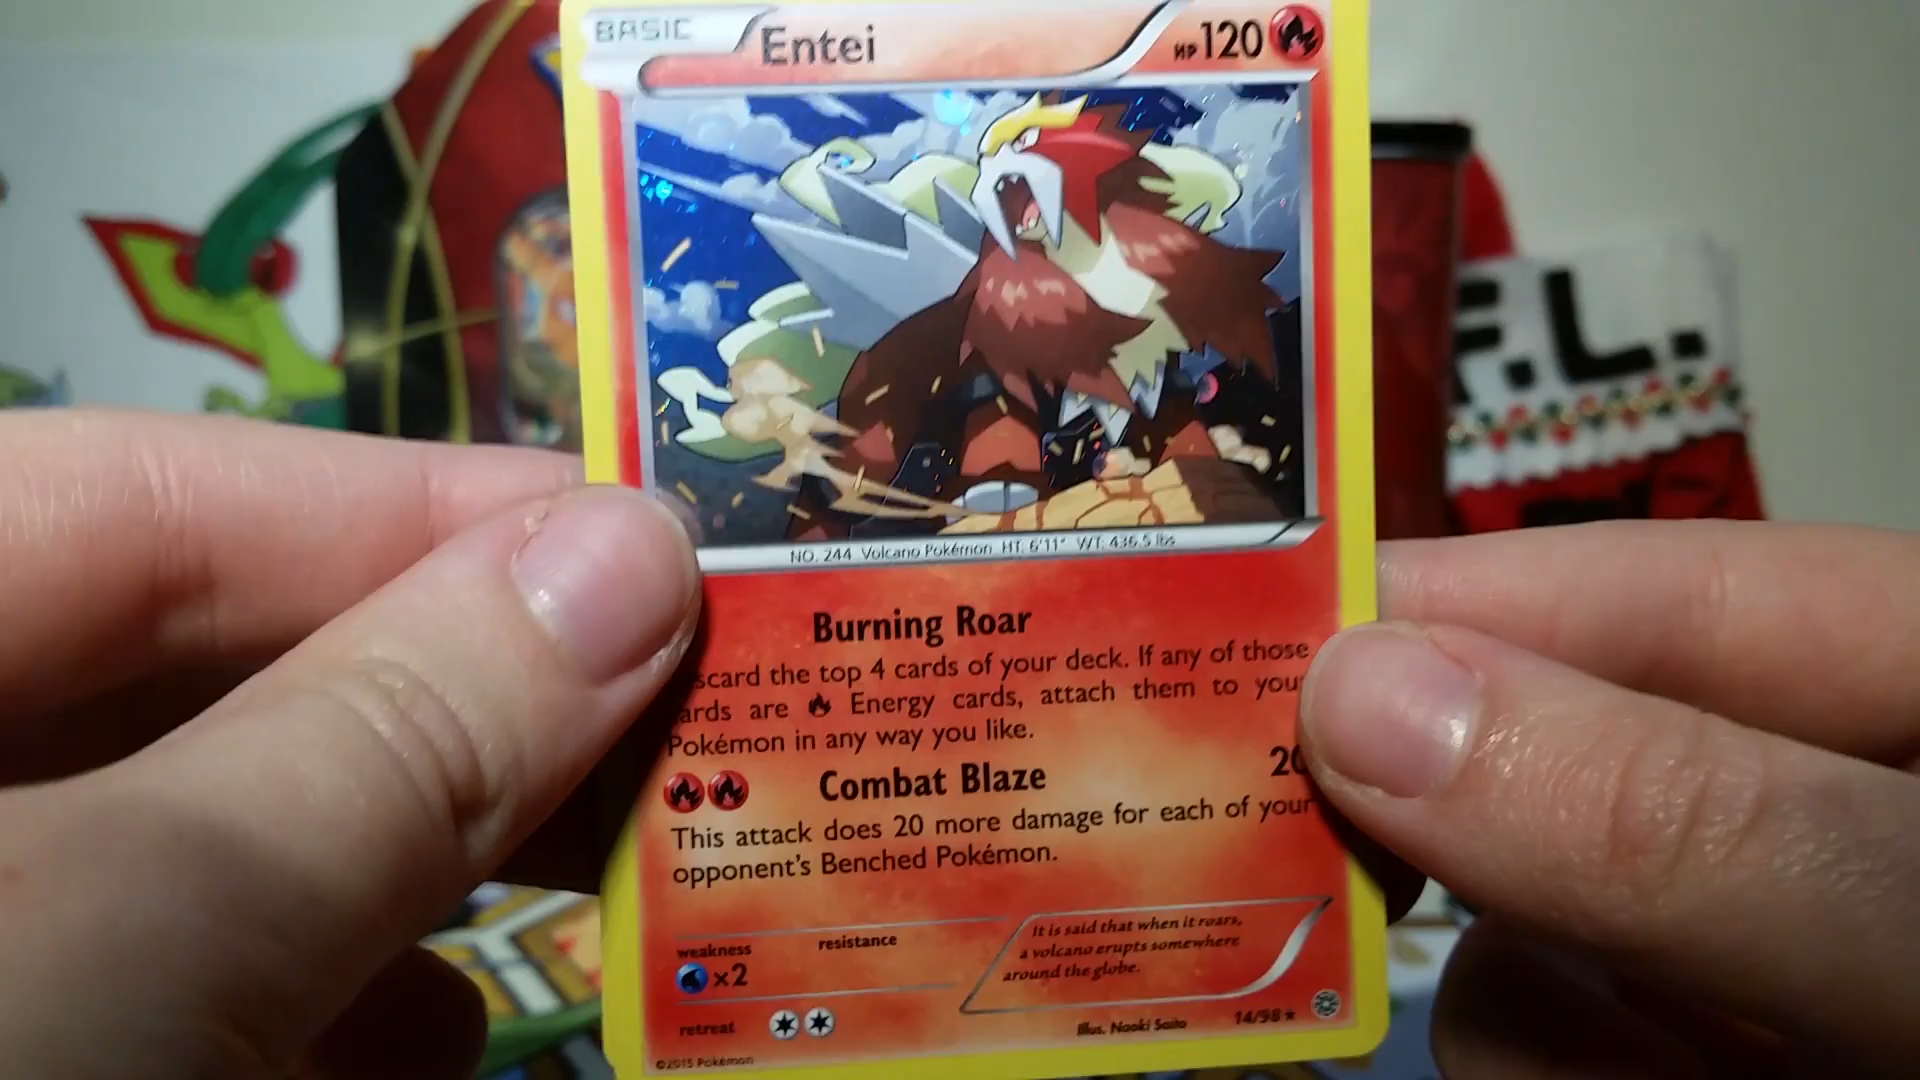 BASIC
Entei
HP120
F.L.
NO. 244 Volcano Pokémon HT: 6'11" WT: 436.5 lbs
Burning Roar
scard the top 4 cards of your deck. If any of those
ards are Energy cards, attach them to your
Pokémon in any way you like.
Combat Blaze 20
This attack does 20 more damage for each of your
opponent's Benched Pokémon.
weakness
×2
resistance
It is said that when it roars,
a volcano erupts somewhere
around the globe.
retreat
Illus. Naoki Saito
14/98
©2015 Pokémon